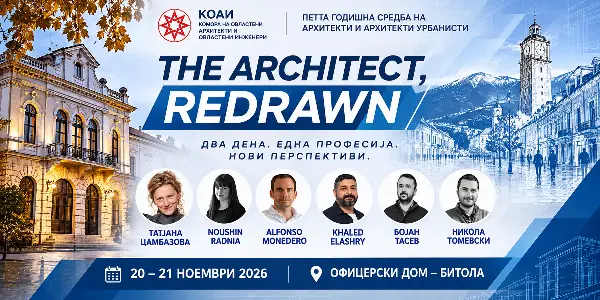 КОАИ
КОМОРА НА ОВЛАСТЕНИ
АРХИТЕКТИ И
ОВЛАСТЕНИ ИНЖЕНЕРИ
ПЕТТА ГОДИШНА СРЕДБА НА
АРХИТЕКТИ И АРХИТЕКТИ УРБАНИСТИ
THE ARCHITECT,
REDRAWN
ДВА ДЕНА. ЕДНА ПРОФЕСИЈА.
НОВИ ПЕРСПЕКТИВИ.
ТАТЈАНА
ЦАМБАЗОВА
NOUSHIN
RADNIA
ALFONSO
MONEDERO
KHALED
ELASHRY
БОЈАН
ТАСЕВ
НИКОЛА
ТОМЕВСКИ
20 – 21 НОЕМВРИ 2026
ОФИЦЕРСКИ ДОМ – БИТОЛА